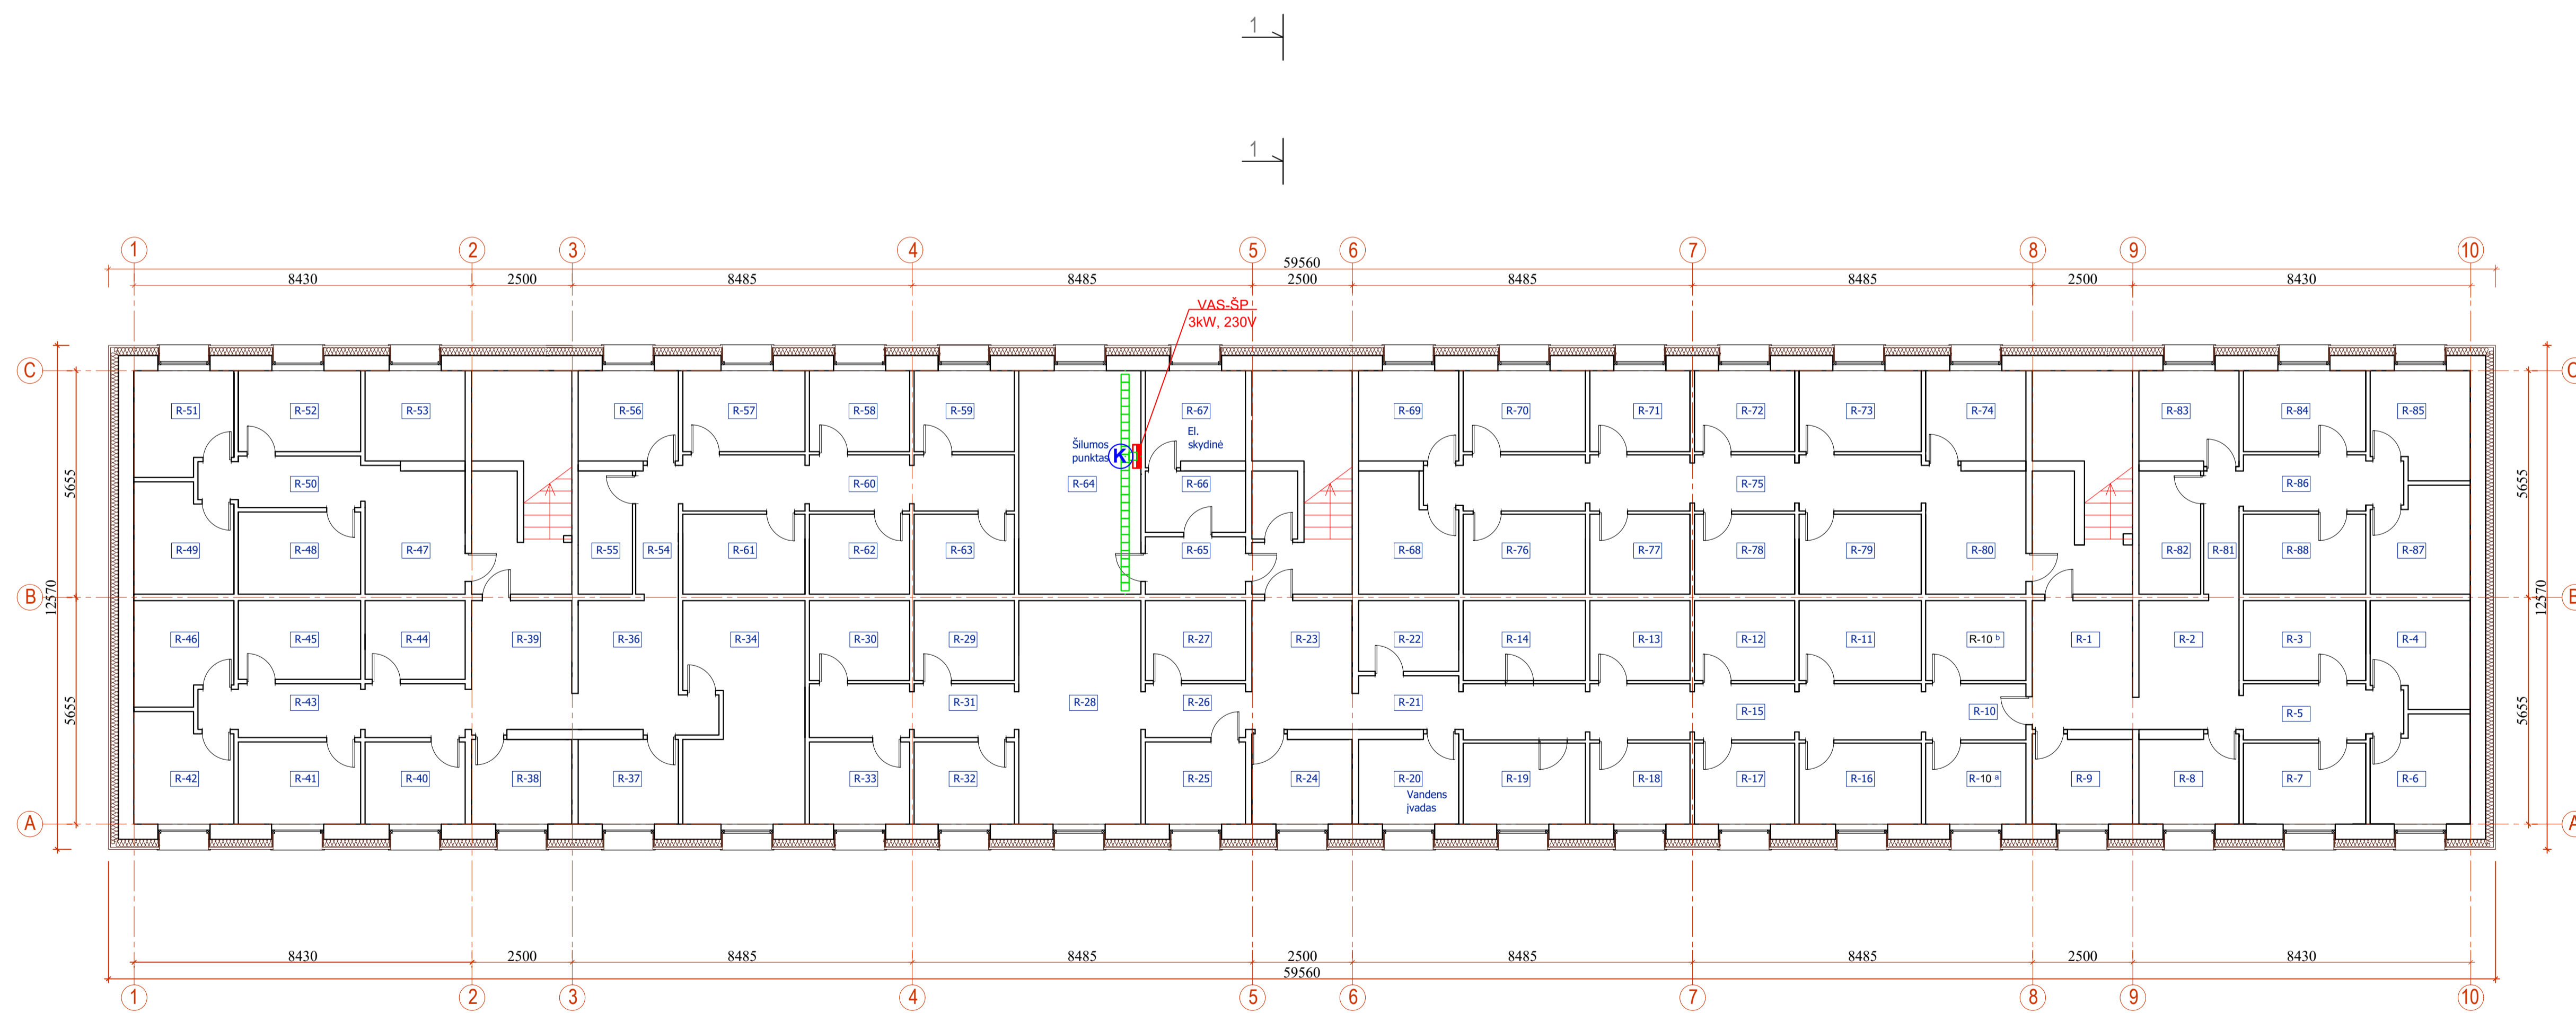 1
1
1 2 3 4 5 6 7 8 9 10
59560
8430 2500 8485 8485 2500 8485 8485 2500 8430
VAS-ŠP
3kW, 230V
C C
R-51 R-52 R-53 R-56 R-57 R-58 R-59 R-67 R-69 R-70 R-71 R-72 R-73 R-74 R-83 R-84 R-85
El.
skydinė
Šilumos
punktas
K
5655 R-50 R-60 R-64 R-66 R-75 R-86 5655
R-49 R-48 R-47 R-55 R-54 R-61 R-62 R-63 R-65 R-68 R-76 R-77 R-78 R-79 R-80 R-82 R-81 R-88 R-87
B B
12570 12570
R-46 R-45 R-44 R-39 R-36 R-34 R-30 R-29 R-27 R-23 R-22 R-14 R-13 R-12 R-11 R-10 b R-1 R-2 R-3 R-4
5655 R-43 R-31 R-28 R-26 R-21 R-15 R-10 R-5 5655
R-42 R-41 R-40 R-38 R-37 R-33 R-32 R-25 R-24 R-20 R-19 R-18 R-17 R-16 R-10 a R-9 R-8 R-7 R-6
Vandens
įvadas
A A
8430 2500 8485 8485 2500 8485 8485 2500 8430
59560
1 2 3 4 5 6 7 8 9 10